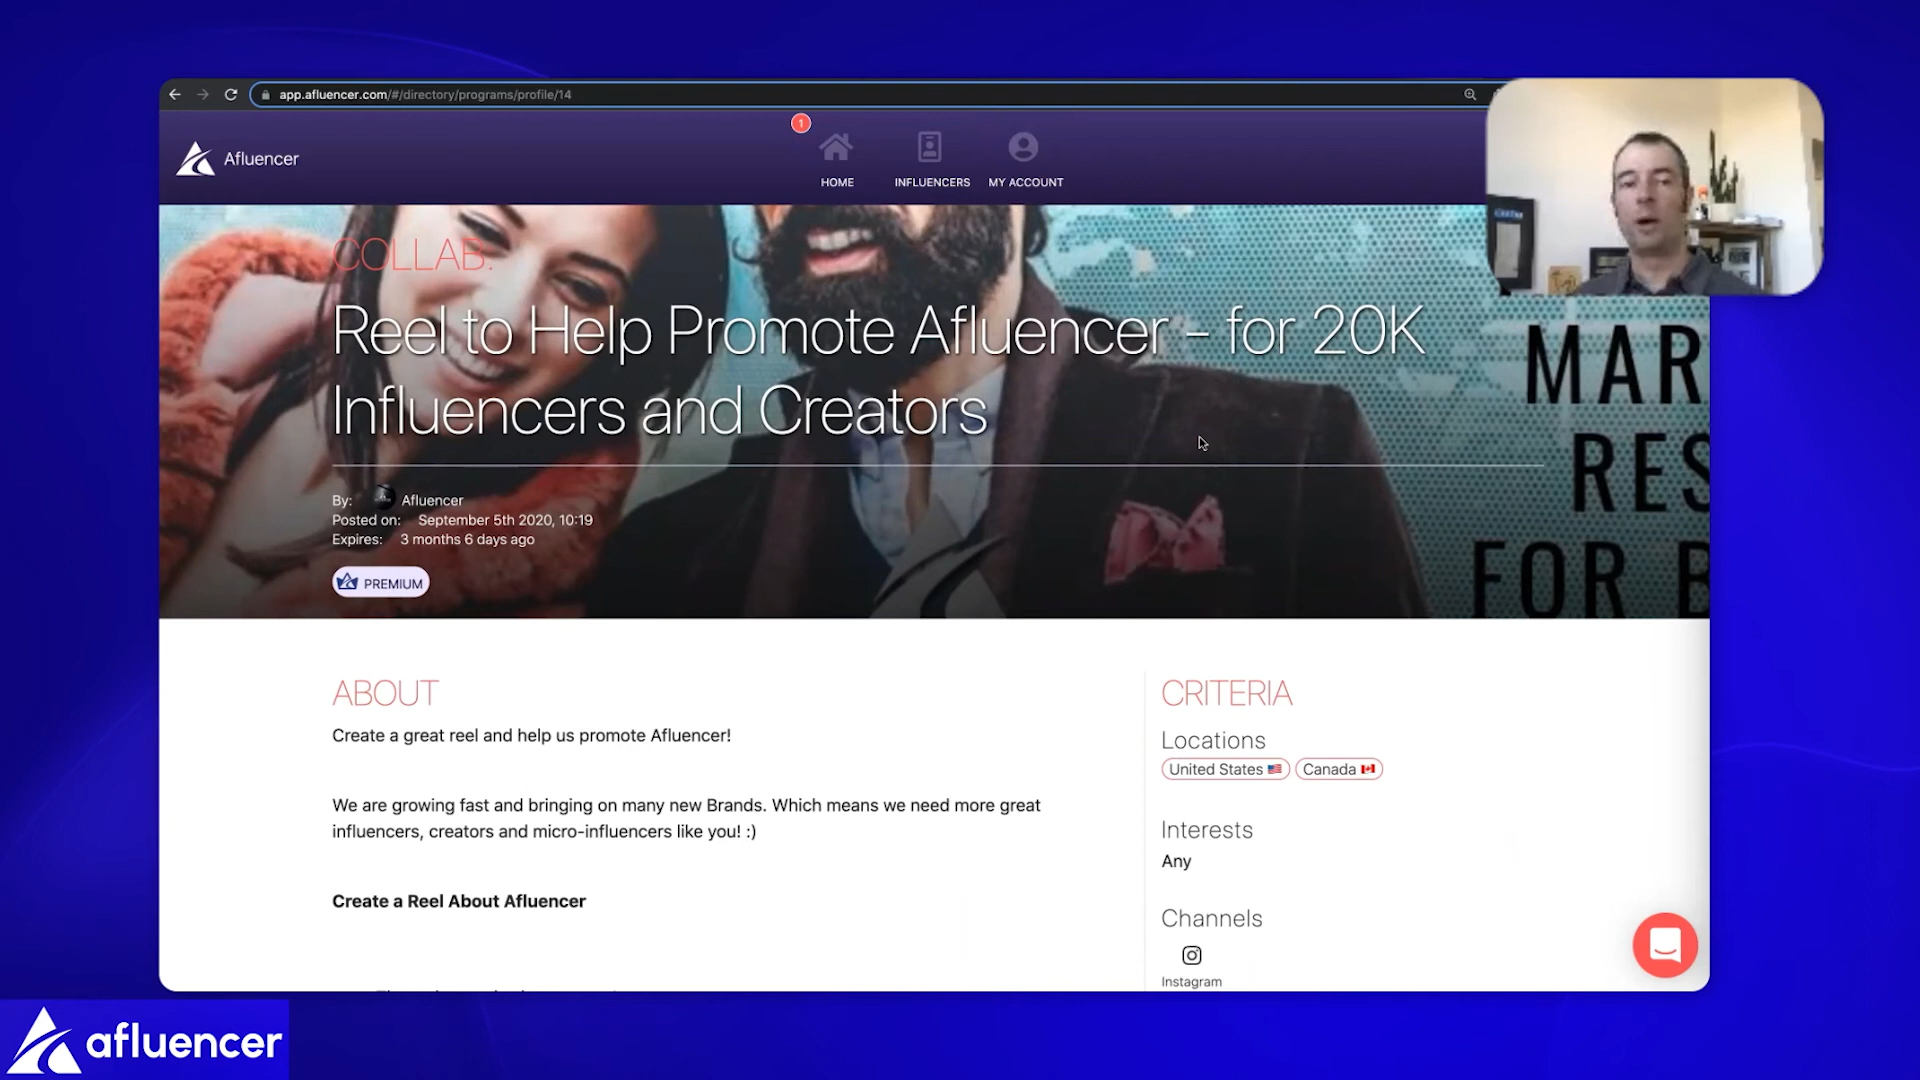 app.afluencer.com/#/directory/programs/profile/14
1
Afluencer
HOME
INFLUENCERS
MY ACCOUNT
COLLAB:
Reel to Help Promote Afluencer - for 20K
Influencers and Creators
MAR
RES
FOR B
By: Afluencer
Posted on: September 5th 2020, 10:19
Expires: 3 months 6 days ago
PREMIUM
ABOUT
Create a great reel and help us promote Afluencer!
We are growing fast and bringing on many new Brands. Which means we need more great
influencers, creators and micro-influencers like you! :)
Create a Reel About Afluencer
CRITERIA
Locations
United States
Canada
Interests
Any
Channels
Instagram
afluencer